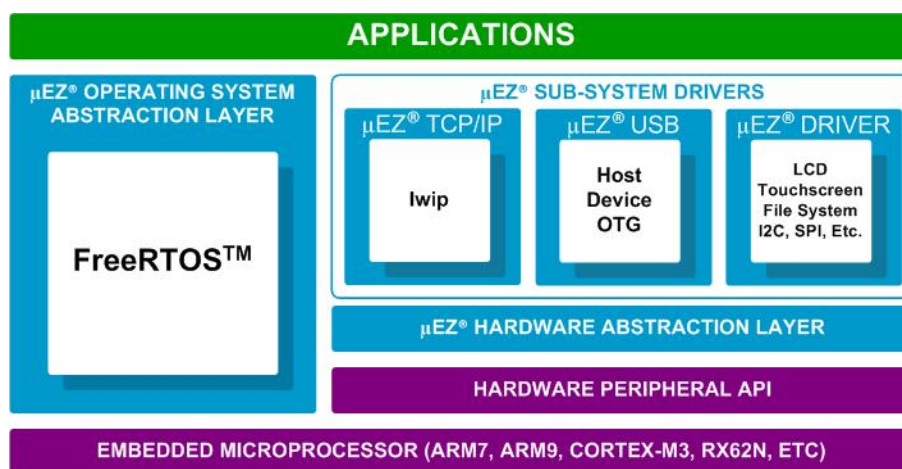 APPLICATIONS
µEZ® OPERATING SYSTEM
ABSTRACTION LAYER
FreeRTOS™
µEZ® SUB-SYSTEM DRIVERS
µEZ® TCP/IP
lwip
µEZ® USB
Host
Device
OTG
µEZ® DRIVER
LCD
Touchscreen
File System
I2C, SPI, Etc.
µEZ® HARDWARE ABSTRACTION LAYER
HARDWARE PERIPHERAL API
EMBEDDED MICROPROCESSOR (ARM7, ARM9, CORTEX-M3, RX62N, ETC)